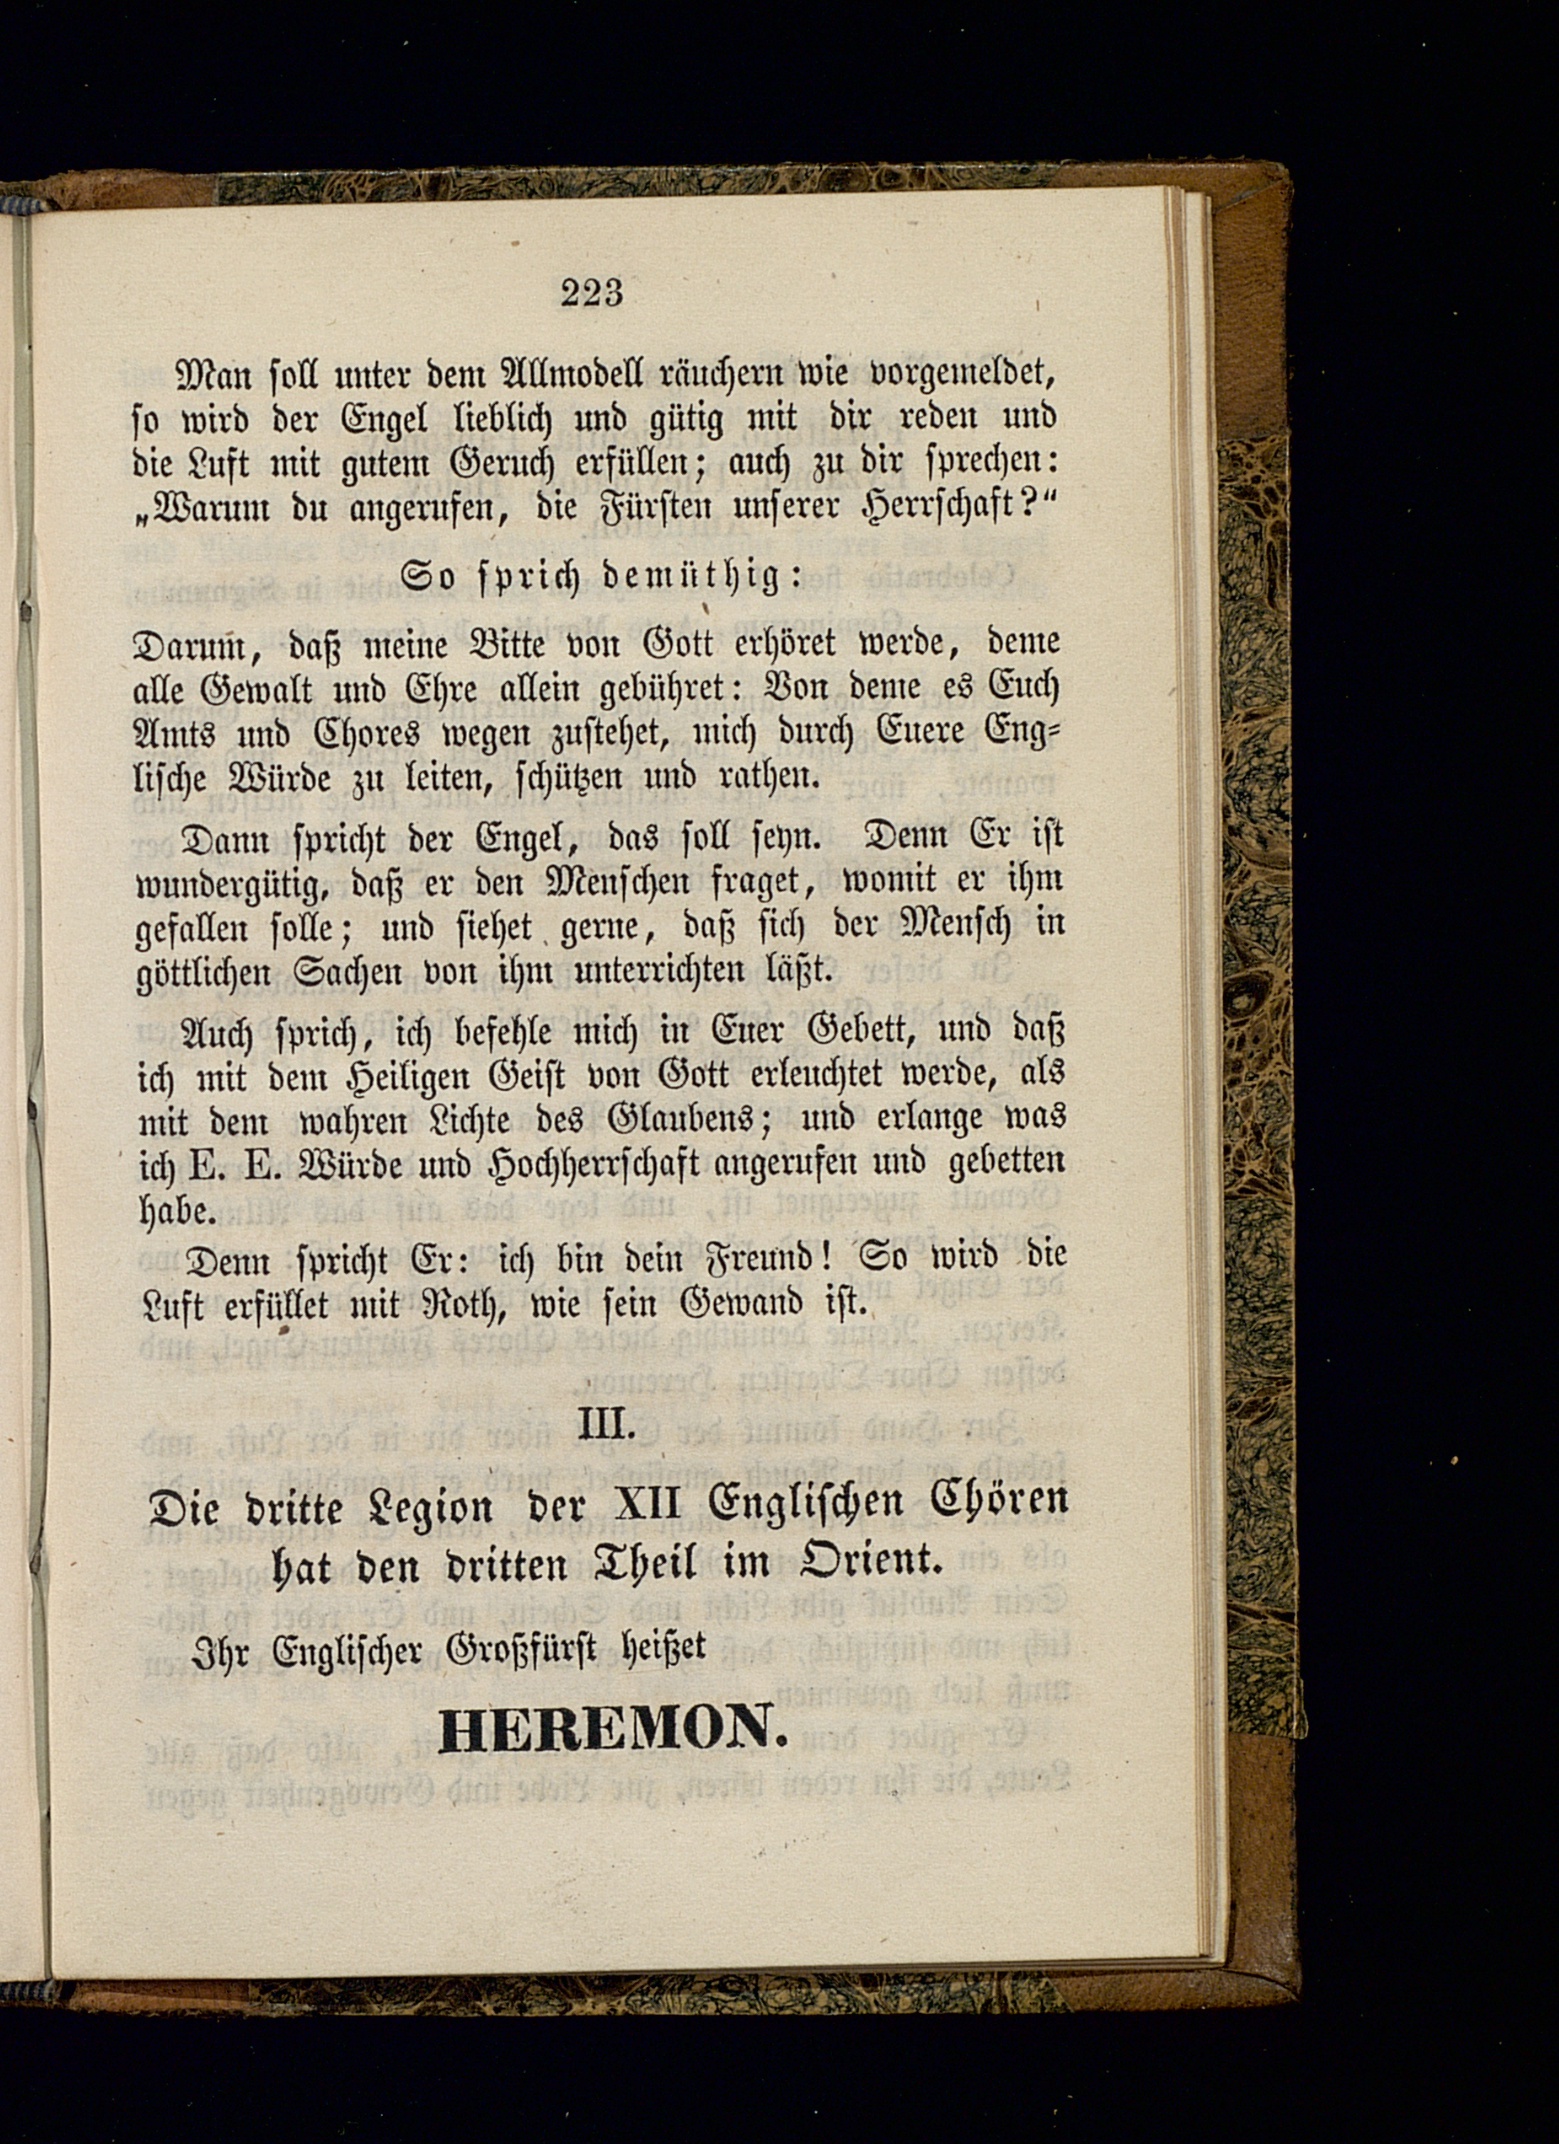 223
Man soll unter dem Allmodell räuchern wie vorgemeldet,
so wird der Engel lieblich und gütig mit dir reden und
die Luft mit gutem Geruch erfüllen; auch zu dir sprechen:
„Warum du angerufen, die Fürsten unserer Herrschaft?“
So sprich demüthig:
Darum, daß meine Bitte von Gott erhöret werde, deme
alle Gewalt und Ehre allein gebühret: Von deme es Euch
Amts und Chores wegen zustehet, mich durch Euere Eng-
lische Würde zu leiten, schützen und rathen.
Dann spricht der Engel, das soll seyn. Denn Er ist
wundergütig, daß er den Menschen fraget, womit er ihm
gefallen solle; und siehet gerne, daß sich der Mensch in
göttlichen Sachen von ihm unterrichten läßt.
Auch sprich, ich befehle mich in Euer Gebett, und daß
ich mit dem Heiligen Geist von Gott erleuchtet werde, als
mit dem wahren Lichte des Glaubens; und erlange was
ich E. E. Würde und Hochherrschaft angerufen und gebetten
habe.
Denn spricht Er: ich bin dein Freund! So wird die
Luft erfüllet mit Roth, wie sein Gewand ist.
III.
Die dritte Legion der XII Englischen Chören
hat den dritten Theil im Orient.
Ihr Englischer Großfürst heißet
HEREMON.